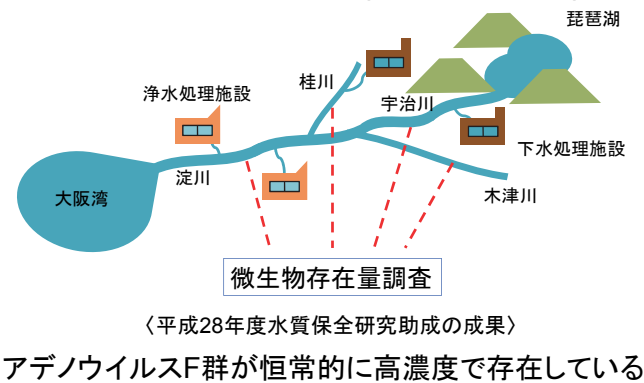 琵琶湖
桂川
浄水処理施設
宇治川
下水処理施設
淀川
木津川
大阪湾
微生物存在量調査
〈平成28年度水質保全研究助成の成果〉
アデノウイルスF群が恒常的に高濃度で存在している